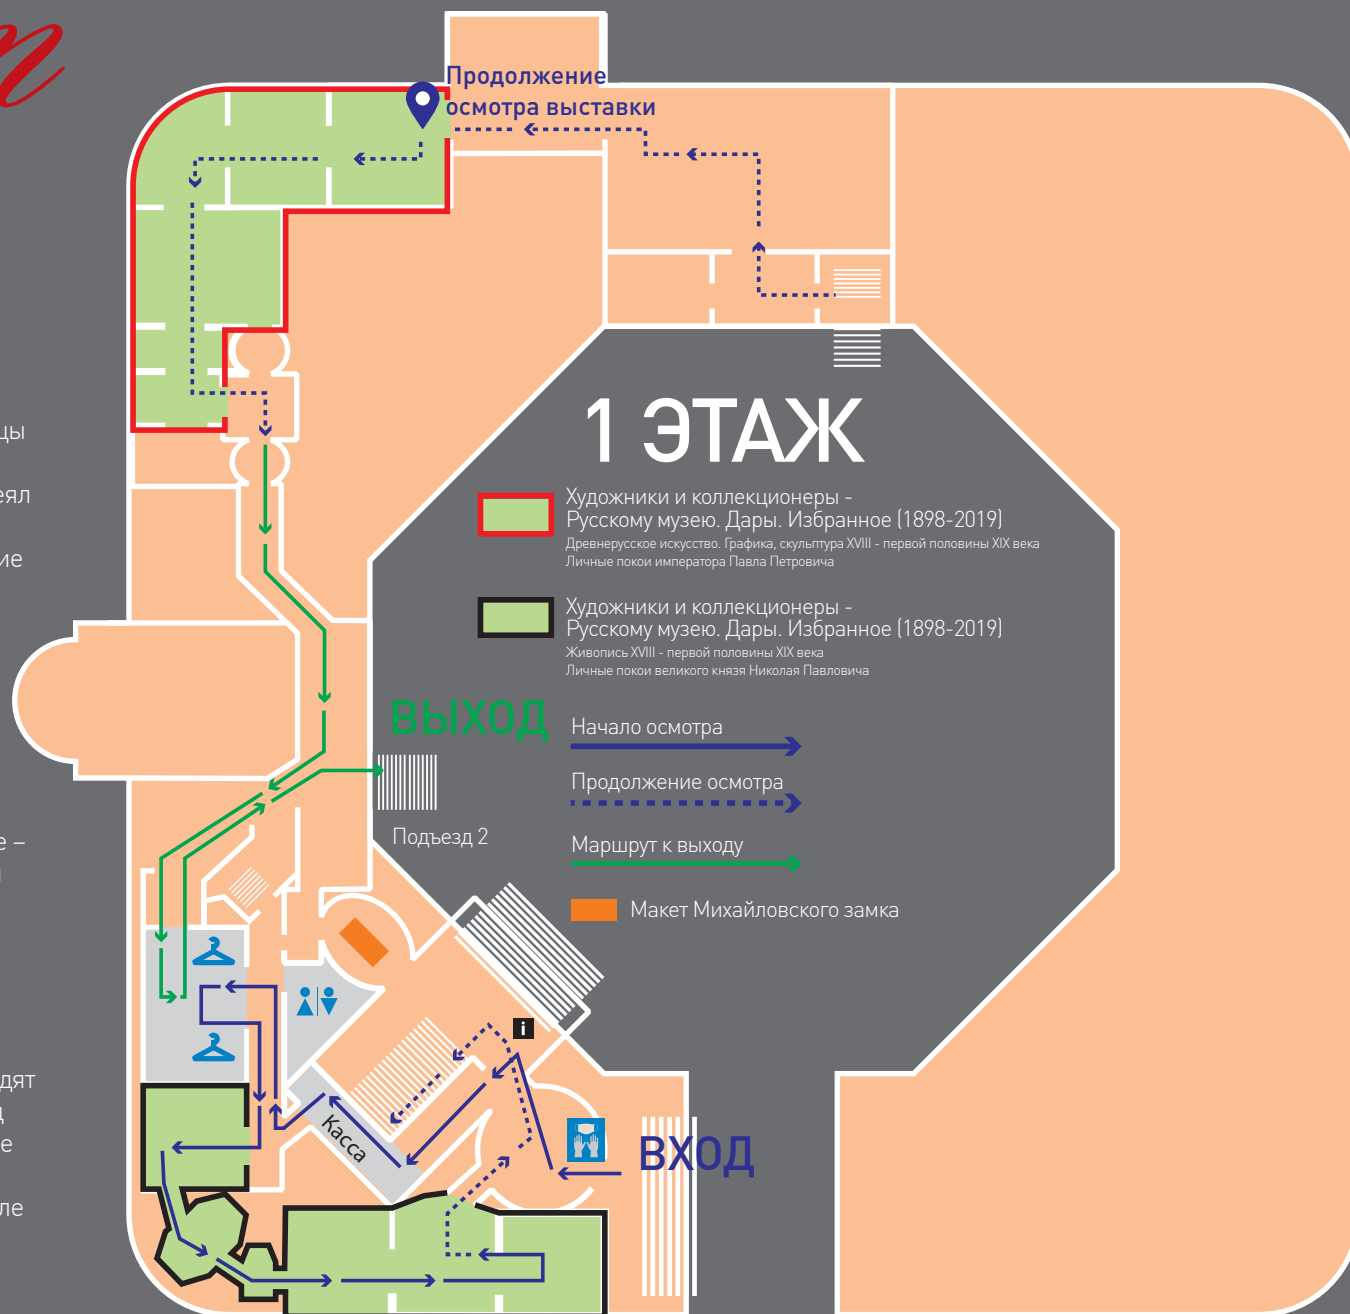 Продолжение
осмотра выставки
1 ЭТАЖ
Художники и коллекционеры -
Русскому музею. Дары. Избранное (1898-2019)
Древнерусское искусство. Графика, скульптура XVIII - первой половины XIX века
Личные покои императора Павла Петровича
Художники и коллекционеры -
Русскому музею. Дары. Избранное (1898-2019)
Живопись XVIII - первой половины XIX века
Личные покои великого князя Николая Павловича
ВЫХОД
Подъезд 2
Начало осмотра
Продолжение осмотра
Маршрут к выходу
Макет Михайловского замка
i
Касса
ВХОД